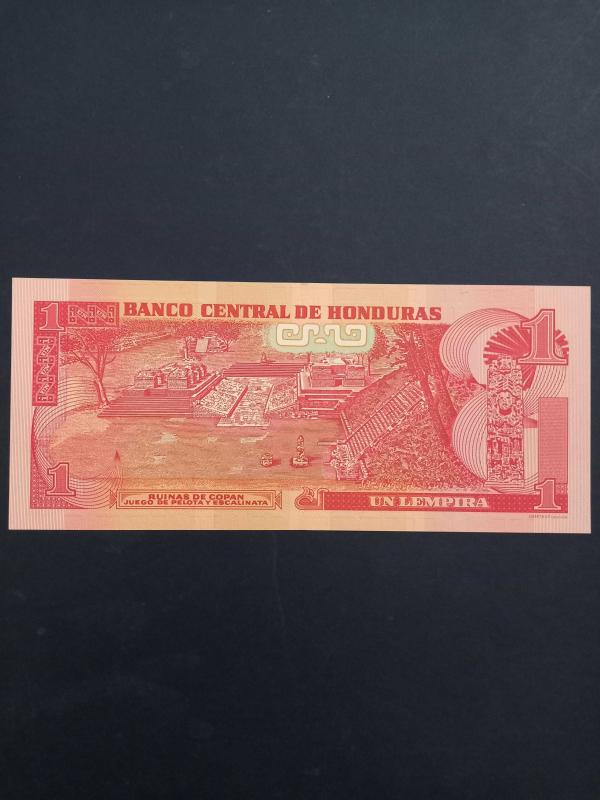 1
BANCO CENTRAL DE HONDURAS
1
1
RUINAS DE COPAN
JUEGO DE PELOTA Y ESCALINATA
UN LEMPIRA
1